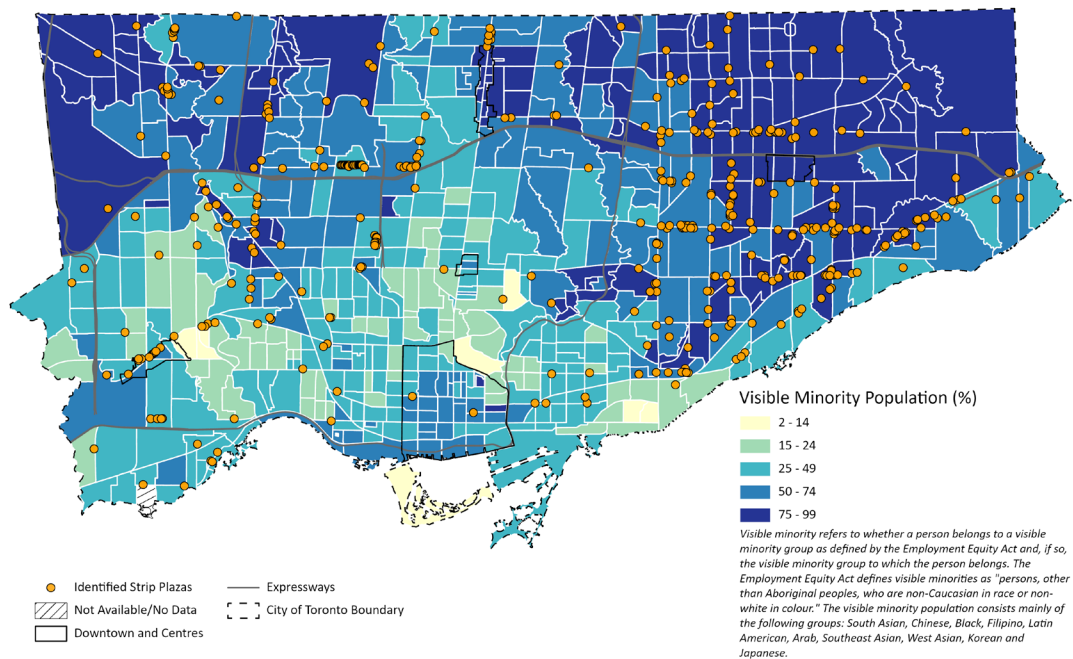 Visible Minority Population (%)
2 - 14
15 - 24
25 - 49
50 - 74
75 - 99
Visible minority refers to whether a person belongs to a visible
minority group as defined by the Employment Equity Act and, if so,
the visible minority group to which the person belongs. The
Employment Equity Act defines visible minorities as "persons, other
than Aboriginal peoples, who are non-Caucasian in race or non-
white in colour." The visible minority population consists mainly of
the following groups: South Asian, Chinese, Black, Filipino, Latin
American, Arab, Southeast Asian, West Asian, Korean and
Japanese.
Identified Strip Plazas
Expressways
Not Available/No Data
City of Toronto Boundary
Downtown and Centres